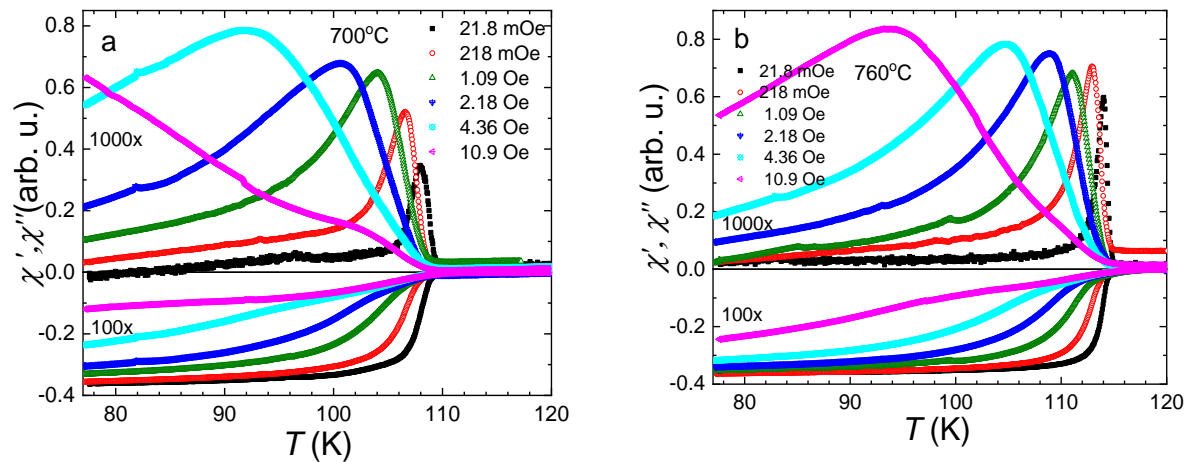 a
700°C
21.8 mOe
218 mOe
1.09 Oe
2.18 Oe
4.36 Oe
10.9 Oe
1000x
100x
0.8
0.6
0.4
0.2
0.0
-0.2
-0.4
80
90
100
110
120
χ′,χ″(arb. u.)
T (K)
b
760°C
21.8 mOe
218 mOe
1.09 Oe
2.18 Oe
4.36 Oe
10.9 Oe
1000x
100x
0.8
0.6
0.4
0.2
0.0
-0.2
-0.4
80
90
100
110
120
χ′, χ″ (arb. u.)
T (K)